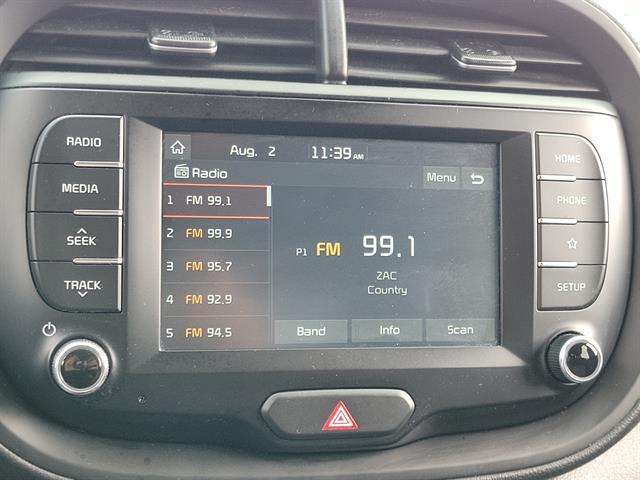 RADIO
MEDIA
SEEK
TRACK
Aug. 2 11:39 AM
Radio
Menu
1 FM 99.1
2 FM 99.9
3 FM 95.7
4 FM 92.9
5 FM 94.5
P1 FM 99.1
ZAC
Country
Band Info Scan
HOME
PHONE
SETUP